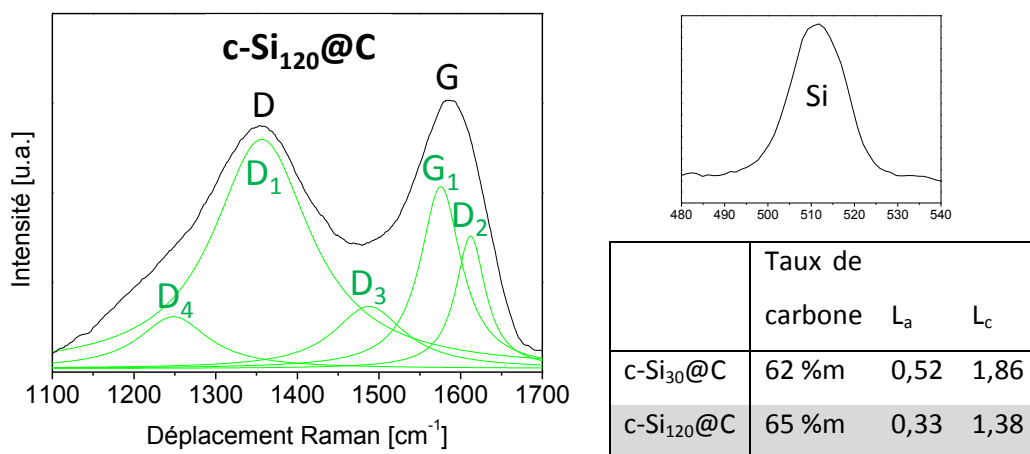 c-Si₁₂₀@C
D
G
D₁
G₁
D₂
D₄
D₃
Intensité [u.a.]
1100 1200 1300 1400 1500 1600 1700
Déplacement Raman [cm⁻¹]
Si
480 490 500 510 520 530 540
Taux de
carbone Lₐ L꜀
c-Si₃₀@C 62 %m 0,52 1,86
c-Si₁₂₀@C 65 %m 0,33 1,38